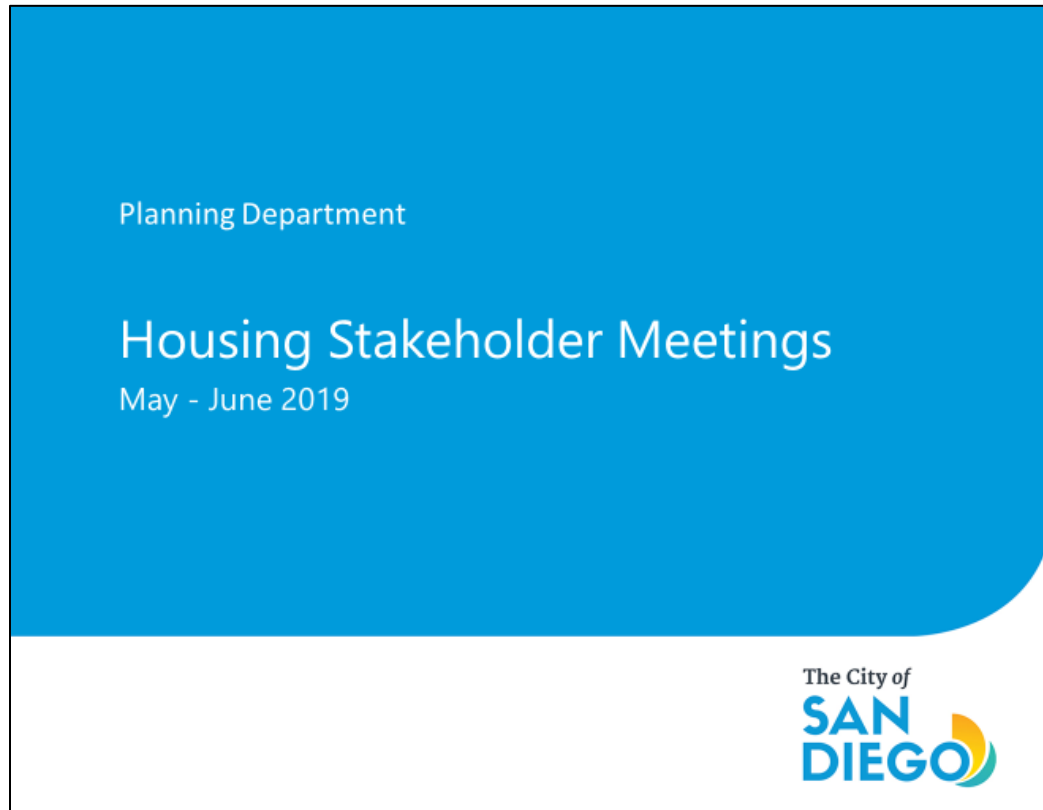 Planning Department
Housing Stakeholder Meetings
May - June 2019
The City of
SAN
DIEGO